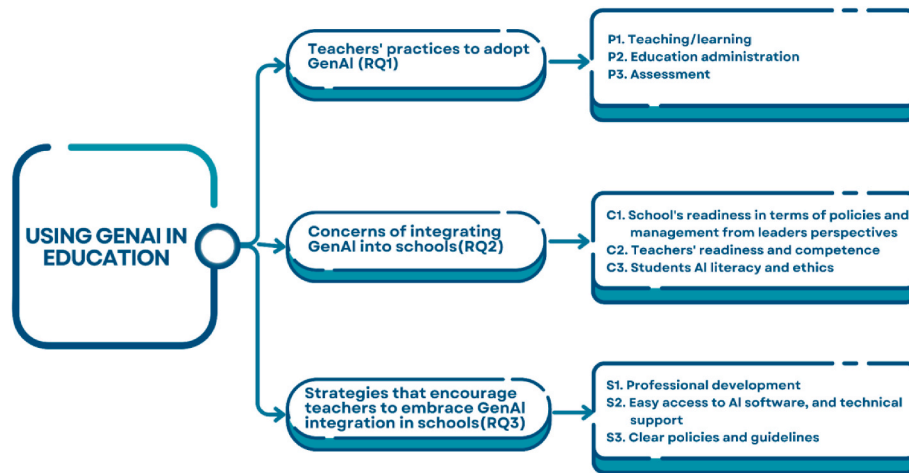 USING GENAI IN
EDUCATION
Teachers' practices to adopt
GenAI (RQ1)
P1. Teaching/learning
P2. Education administration
P3. Assessment
Concerns of integrating
GenAI into schools(RQ2)
C1. School's readiness in terms of policies and
management from leaders perspectives
C2. Teachers' readiness and competence
C3. Students AI literacy and ethics
Strategies that encourage
teachers to embrace GenAI
integration in schools(RQ3)
S1. Professional development
S2. Easy access to AI software, and technical
support
S3. Clear policies and guidelines